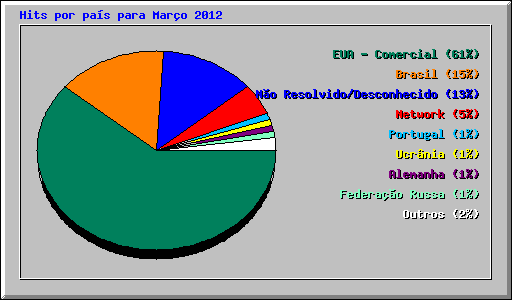 Hits por país para Março 2012
EUA - Comercial (61%)
Brasil (15%)
Não Resolvido/Desconhecido (13%)
Network (5%)
Portugal (1%)
Ucrânia (1%)
Alemanha (1%)
Federação Russa (1%)
Outros (2%)